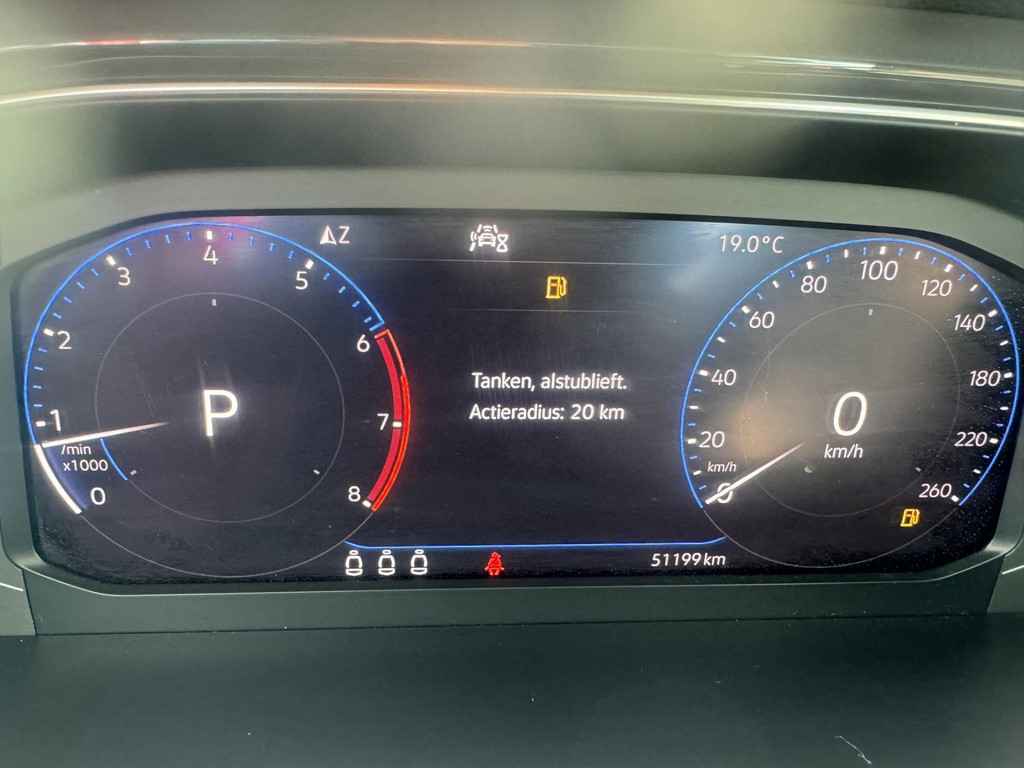 Z
19.0°C
4
3
5
2
6
1
/min
x1000
7
0
8
P
Tanken, alstublieft.
Actieradius: 20 km
100
80
120
60
140
40
180
20
220
km/h
0
260
0
km/h
51199 km